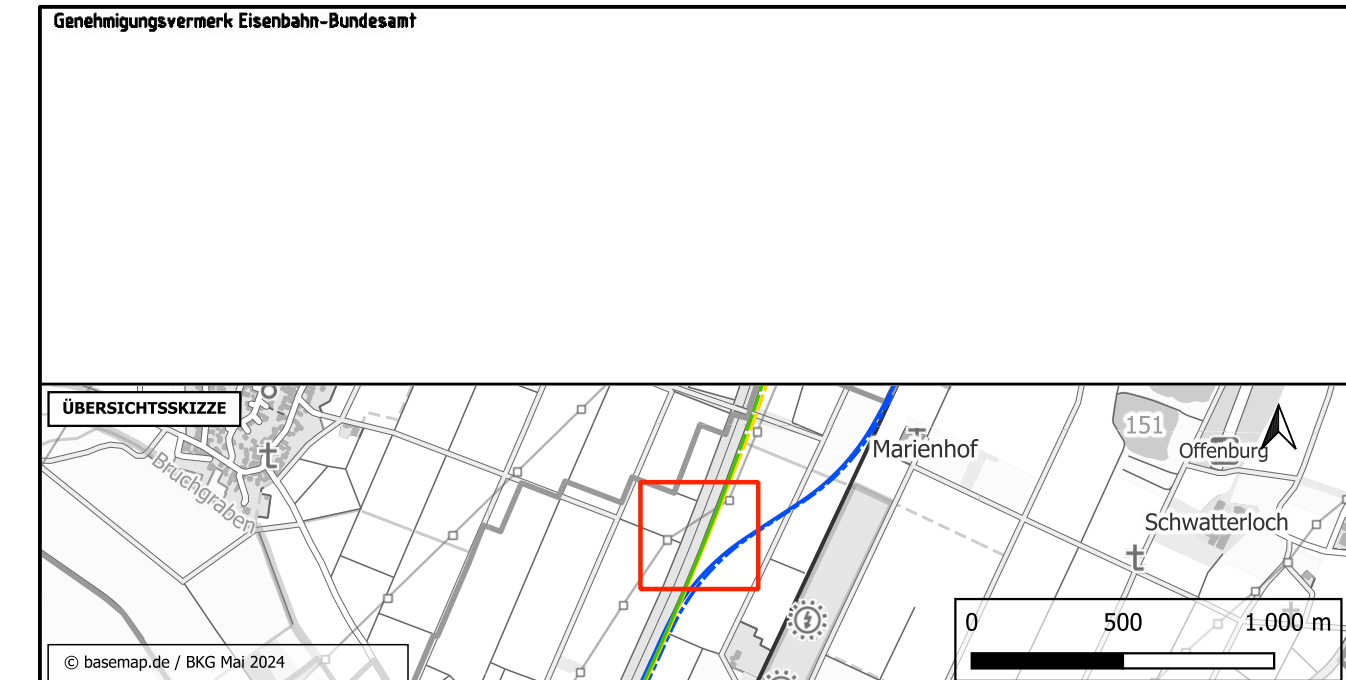 Genehmigungsvermerk Eisenbahn-Bundesamt
ÜBERSICHTSSKIZZE
151
Marienhof
Offenburg
Bruchgraben
Schwatterloch
0 500 1.000 m
© basemap.de / BKG Mai 2024